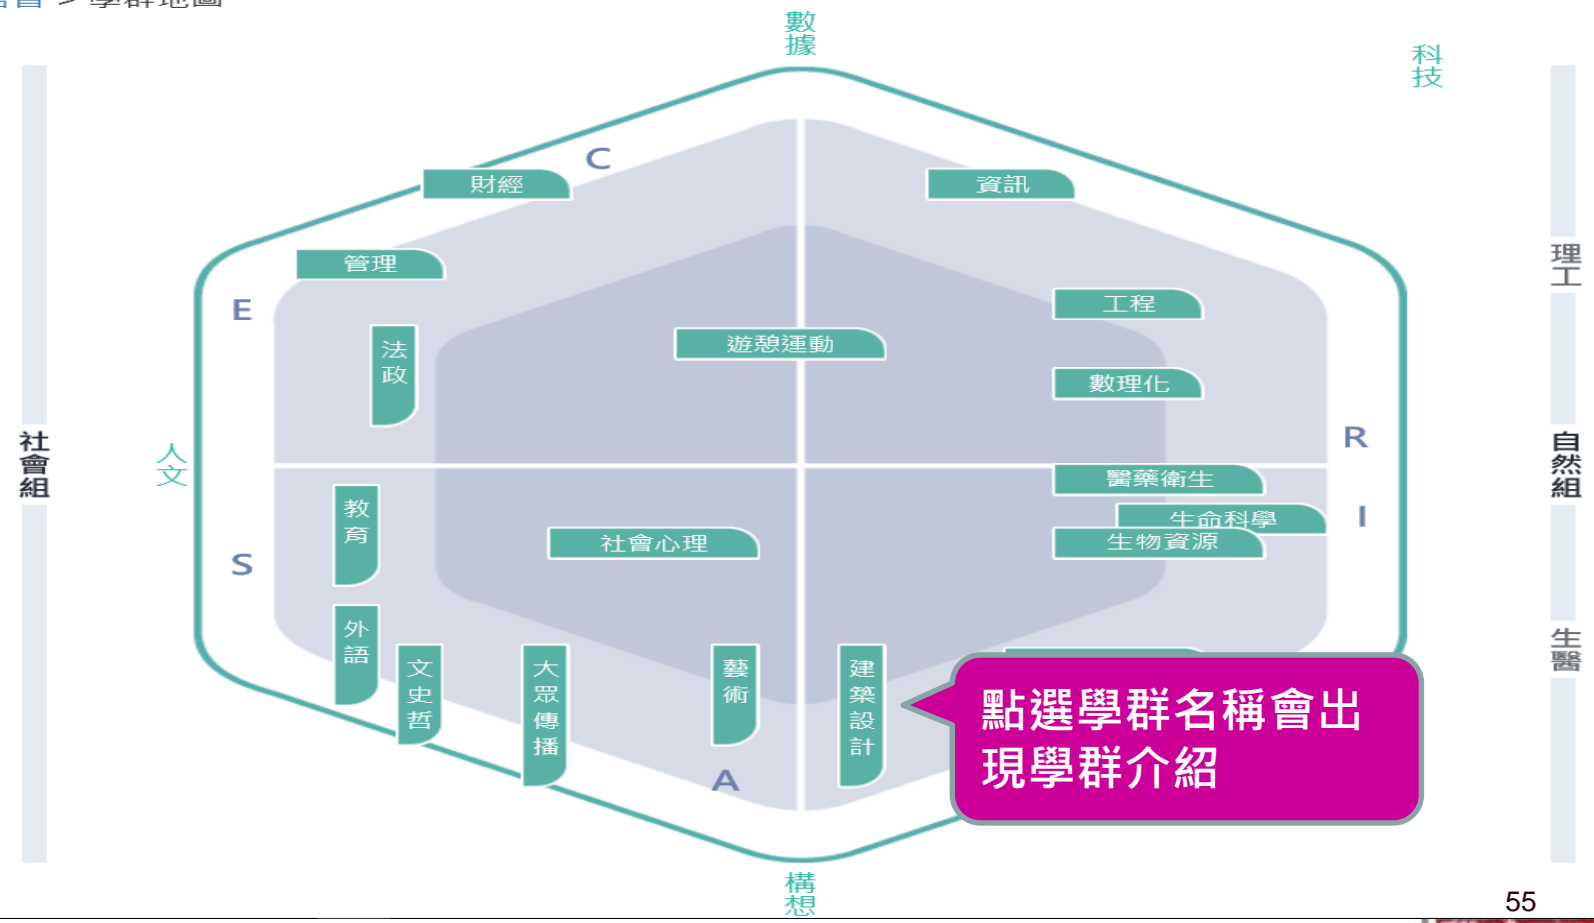 > 學群地圖
數據
科技
C
財經
資訊
管理
E
理工
工程
法政
遊憩運動
數理化
R
社會組
人文
自然組
醫藥衛生
教育
生命科學
I
社會心理
生物資源
S
外語
生醫
文史哲
大眾傳播
藝術
建築設計
點選學群名稱會出
現學群介紹
A
構想
55